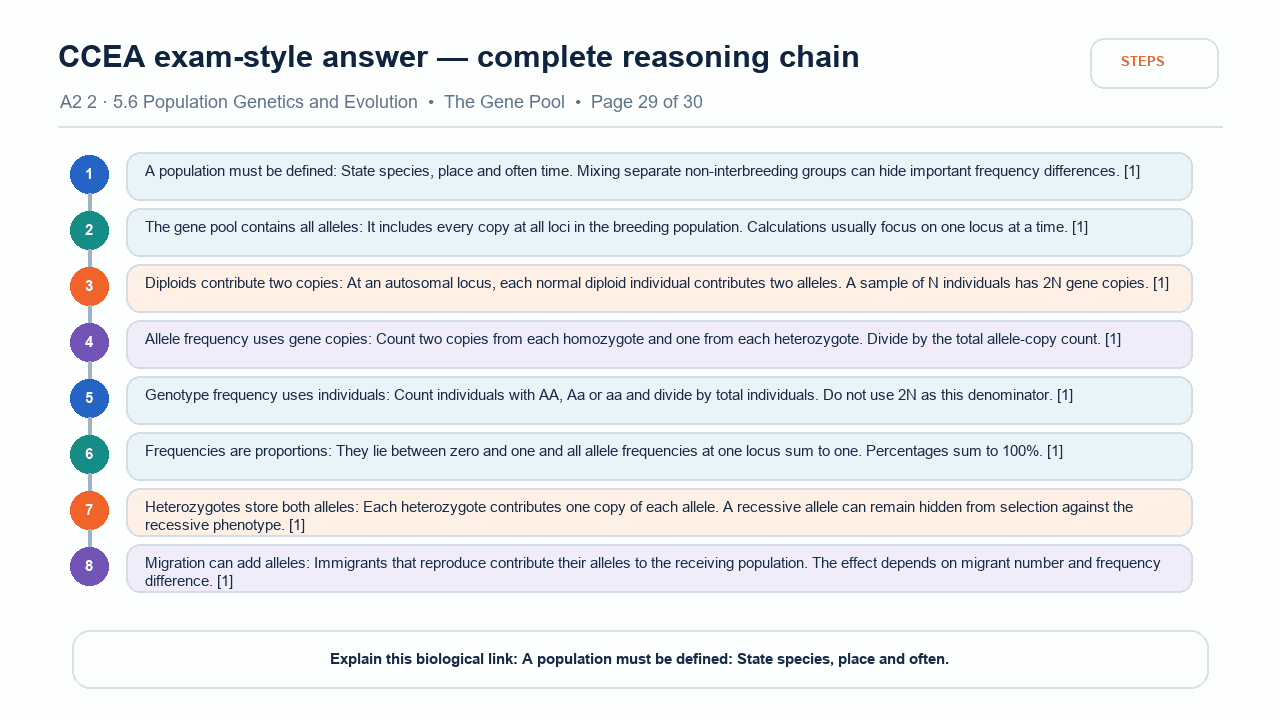 CCEA exam-style answer — complete reasoning chain
STEPS
A2 2 · 5.6 Population Genetics and Evolution • The Gene Pool • Page 29 of 30
1
A population must be defined: State species, place and often time. Mixing separate non-interbreeding groups can hide important frequency differences. [1]
2
The gene pool contains all alleles: It includes every copy at all loci in the breeding population. Calculations usually focus on one locus at a time. [1]
3
Diploids contribute two copies: At an autosomal locus, each normal diploid individual contributes two alleles. A sample of N individuals has 2N gene copies. [1]
4
Allele frequency uses gene copies: Count two copies from each homozygote and one from each heterozygote. Divide by the total allele-copy count. [1]
5
Genotype frequency uses individuals: Count individuals with AA, Aa or aa and divide by total individuals. Do not use 2N as this denominator. [1]
6
Frequencies are proportions: They lie between zero and one and all allele frequencies at one locus sum to one. Percentages sum to 100%. [1]
7
Heterozygotes store both alleles: Each heterozygote contributes one copy of each allele. A recessive allele can remain hidden from selection against the
recessive phenotype. [1]
8
Migration can add alleles: Immigrants that reproduce contribute their alleles to the receiving population. The effect depends on migrant number and frequency
difference. [1]
Explain this biological link: A population must be defined: State species, place and often.